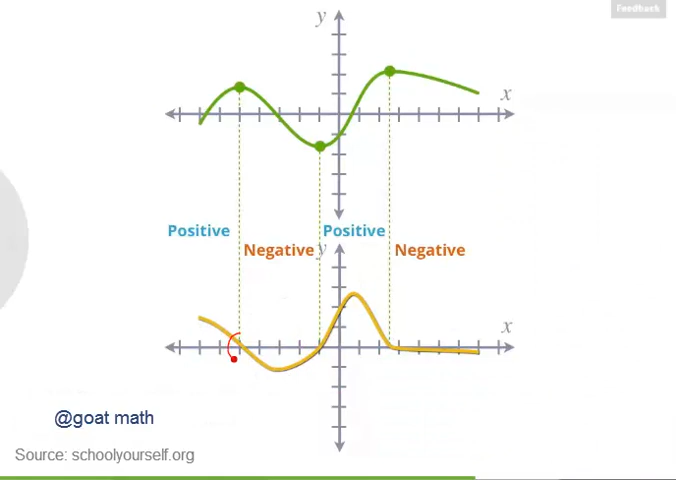 Feedback
y
x
Positive
Positive
Negative
y
Negative
x
@goat math
Source: schoolyourself.org